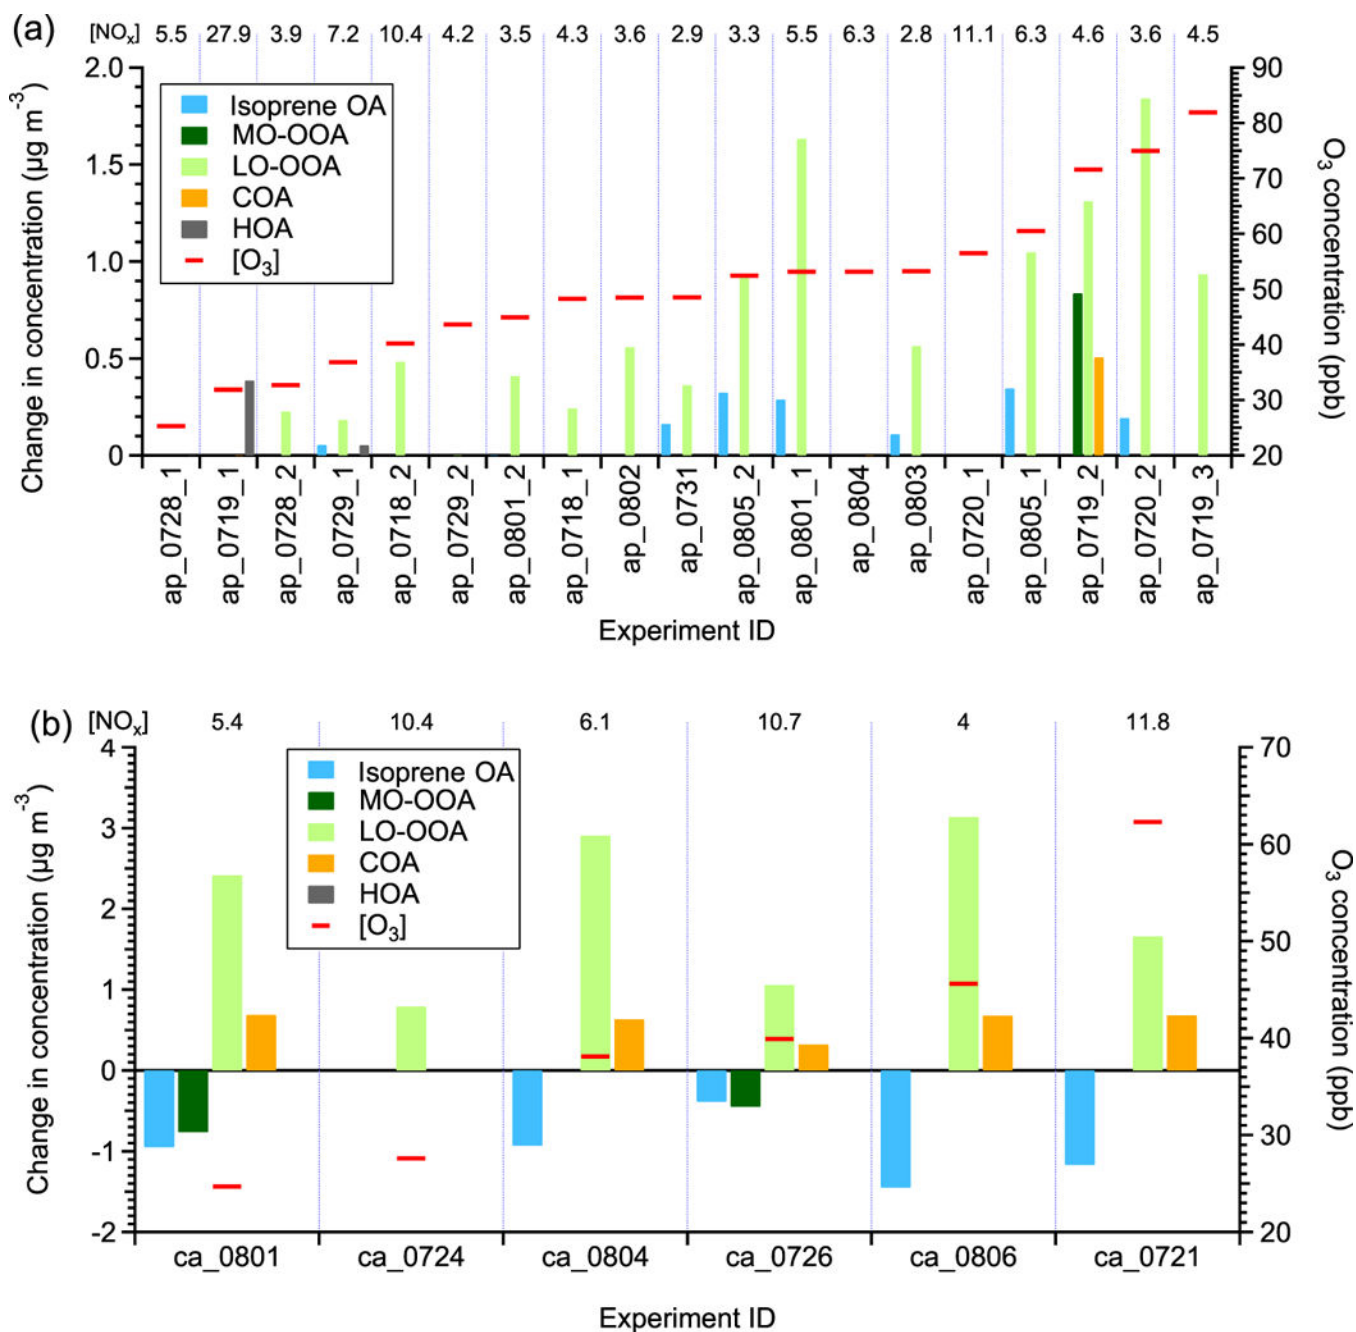 (a)
[NOx] 5.5 27.9 3.9 7.2 10.4 4.2 3.5 4.3 3.6 2.9 3.3 5.5 6.3 2.8 11.1 6.3 4.6 3.6 4.5
Change in concentration (µg m-3)
2.0
1.5
1.0
0.5
0
Isoprene OA
MO-OOA
LO-OOA
COA
HOA
[O3]
90
80
70
60
50
40
30
20
O3 concentration (ppb)
ap_0728_1
ap_0719_1
ap_0728_2
ap_0729_1
ap_0718_2
ap_0729_2
ap_0801_2
ap_0718_1
ap_0802
ap_0731
ap_0805_2
ap_0801_1
ap_0804
ap_0803
ap_0720_1
ap_0805_1
ap_0719_2
ap_0720_2
ap_0719_3
Experiment ID
(b)
[NOx] 5.4 10.4 6.1 10.7 4 11.8
Change in concentration (µg m-3)
4
3
2
1
0
-1
-2
Isoprene OA
MO-OOA
LO-OOA
COA
HOA
[O3]
70
60
50
40
30
20
O3 concentration (ppb)
ca_0801 ca_0724 ca_0804 ca_0726 ca_0806 ca_0721
Experiment ID